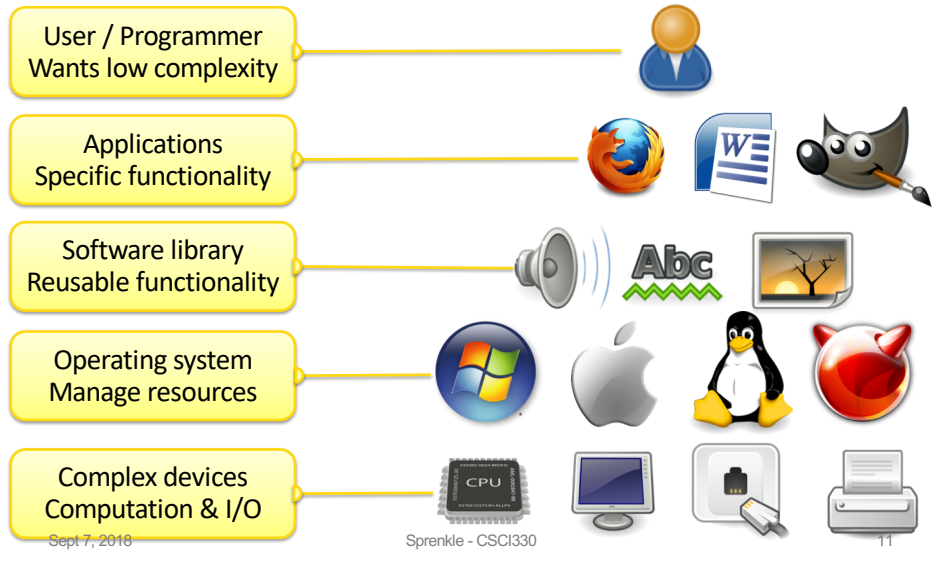 User / Programmer
Wants low complexity
Applications
Specific functionality
W
Software library
Reusable functionality
Abc
Operating system
Manage resources
Complex devices
Computation & I/O
CPU
Sept 7, 2018
Sprenkle - CSCI330
11